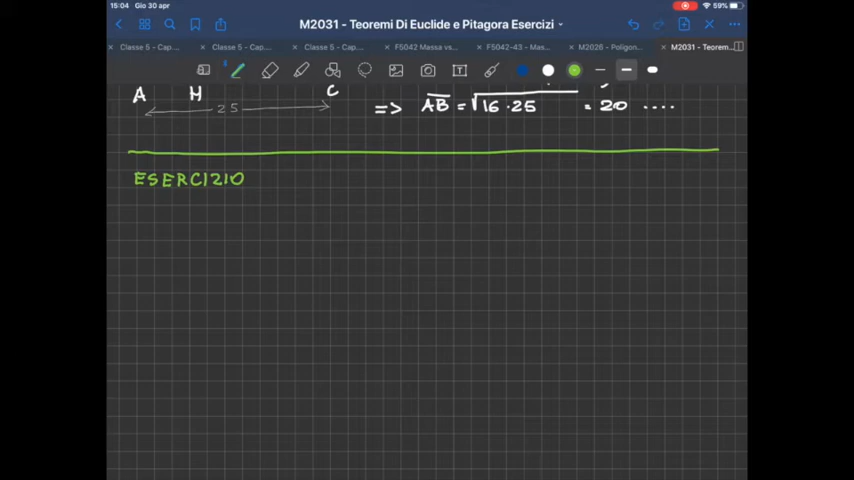 15:04 Gio 30 apr
59%
M2031 - Teoremi Di Euclide e Pitagora Esercizi
Classe 5 - Cap...
Classe 5 - Cap....
Classe 5 - Cap....
F5042 Massa vs...
F5042-43 - Mas...
M2026 - Poligon...
M2031 - Teorem...
A H C
25
=> AB = √16·25 = 20 ....
ESERCIZIO